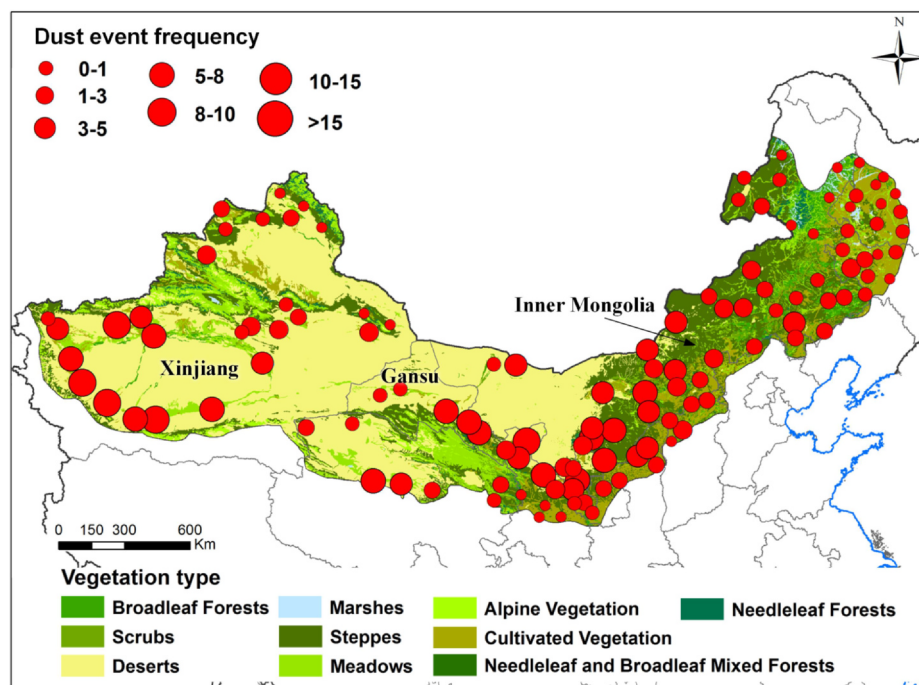 Dust event frequency
N
0-1
5-8
10-15
1-3
8-10
>15
3-5
Inner Mongolia
Xinjiang
Gansu
0 150 300 600
Km
Vegetation type
Broadleaf Forests
Marshes
Alpine Vegetation
Needleleaf Forests
Scrubs
Steppes
Cultivated Vegetation
Deserts
Meadows
Needleleaf and Broadleaf Mixed Forests